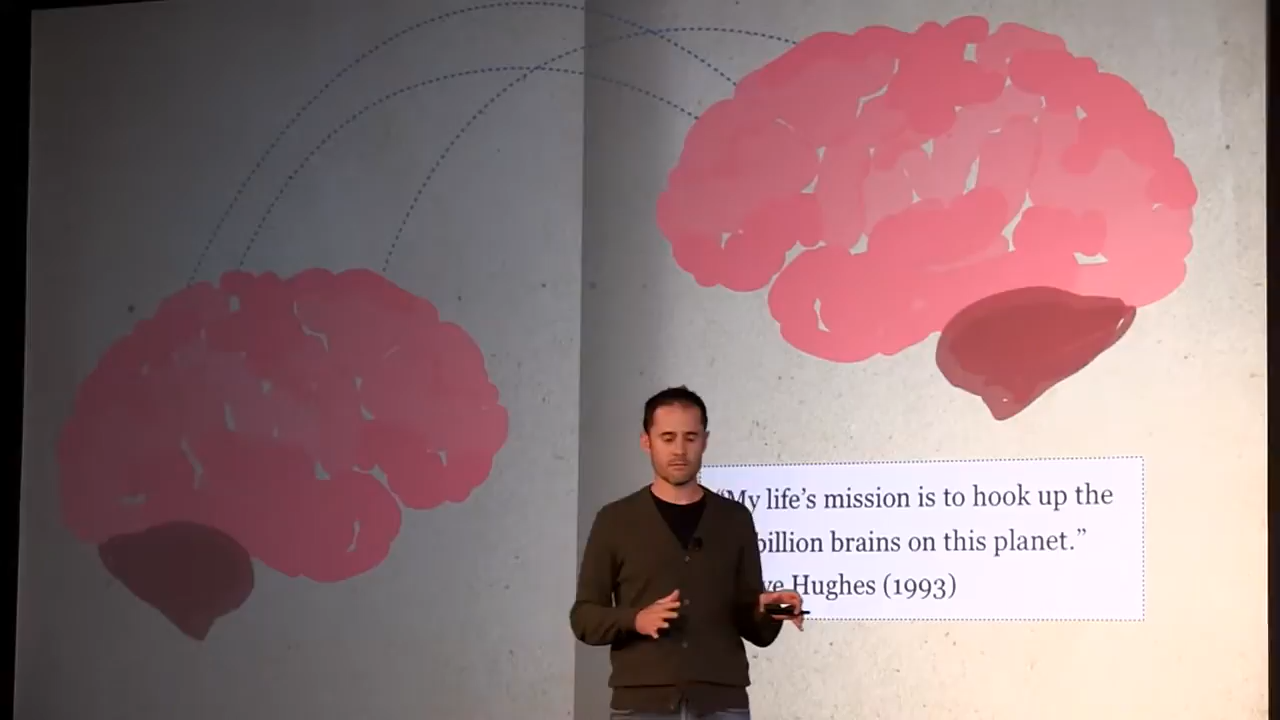 “My life’s mission is to hook up the
billion brains on this planet.”
Hughes (1993)